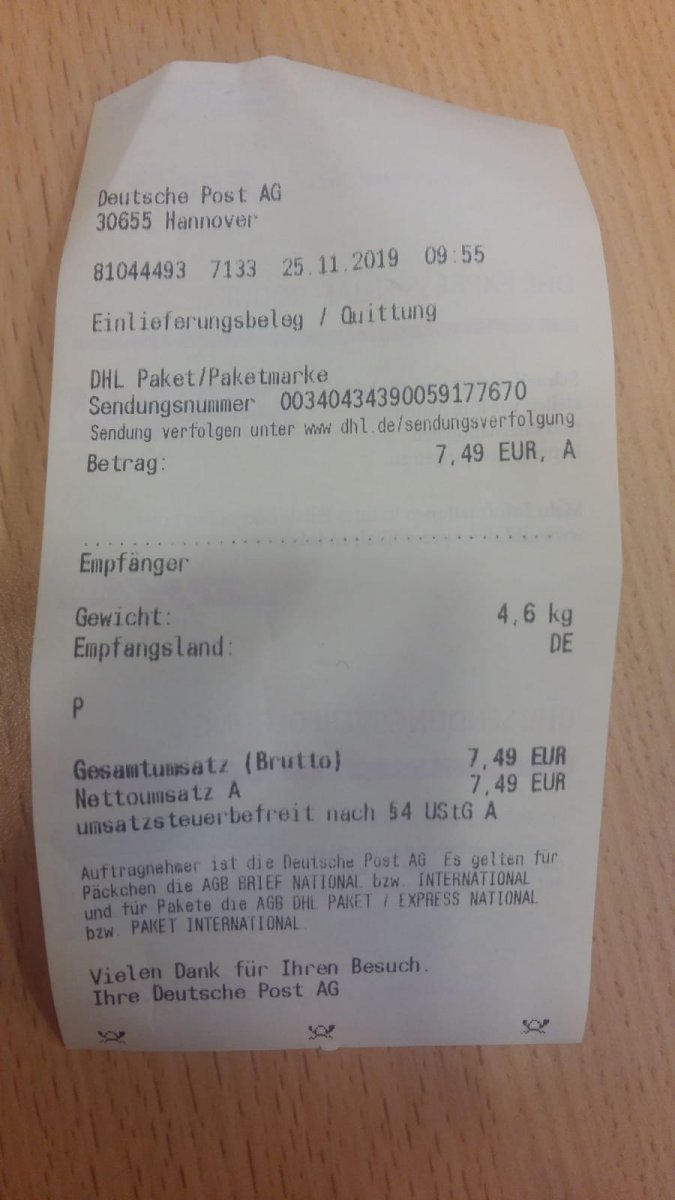 Deutsche Post AG
30655 Hannover
81044493 7133 25.11.2019 09:55
Einlieferungsbeleg / Quittung
DHL Paket/Paketmarke
Sendungsnummer 00340434390059177670
Sendung verfolgen unter www.dhl.de/sendungsverfolgung
Betrag: 7,49 EUR, A
Empfänger
Gewicht: 4,6 kg
Empfangsland: DE
P
Gesamtumsatz (Brutto) 7,49 EUR
Nettoumsatz A 7,49 EUR
umsatzsteuerbefreit nach §4 UStG A
Auftragnehmer ist die Deutsche Post AG. Es gelten für
Päckchen die AGB BRIEF NATIONAL bzw. INTERNATIONAL
und für Pakete die AGB DHL PAKET / EXPRESS NATIONAL
bzw. PAKET INTERNATIONAL.
Vielen Dank für Ihren Besuch.
Ihre Deutsche Post AG